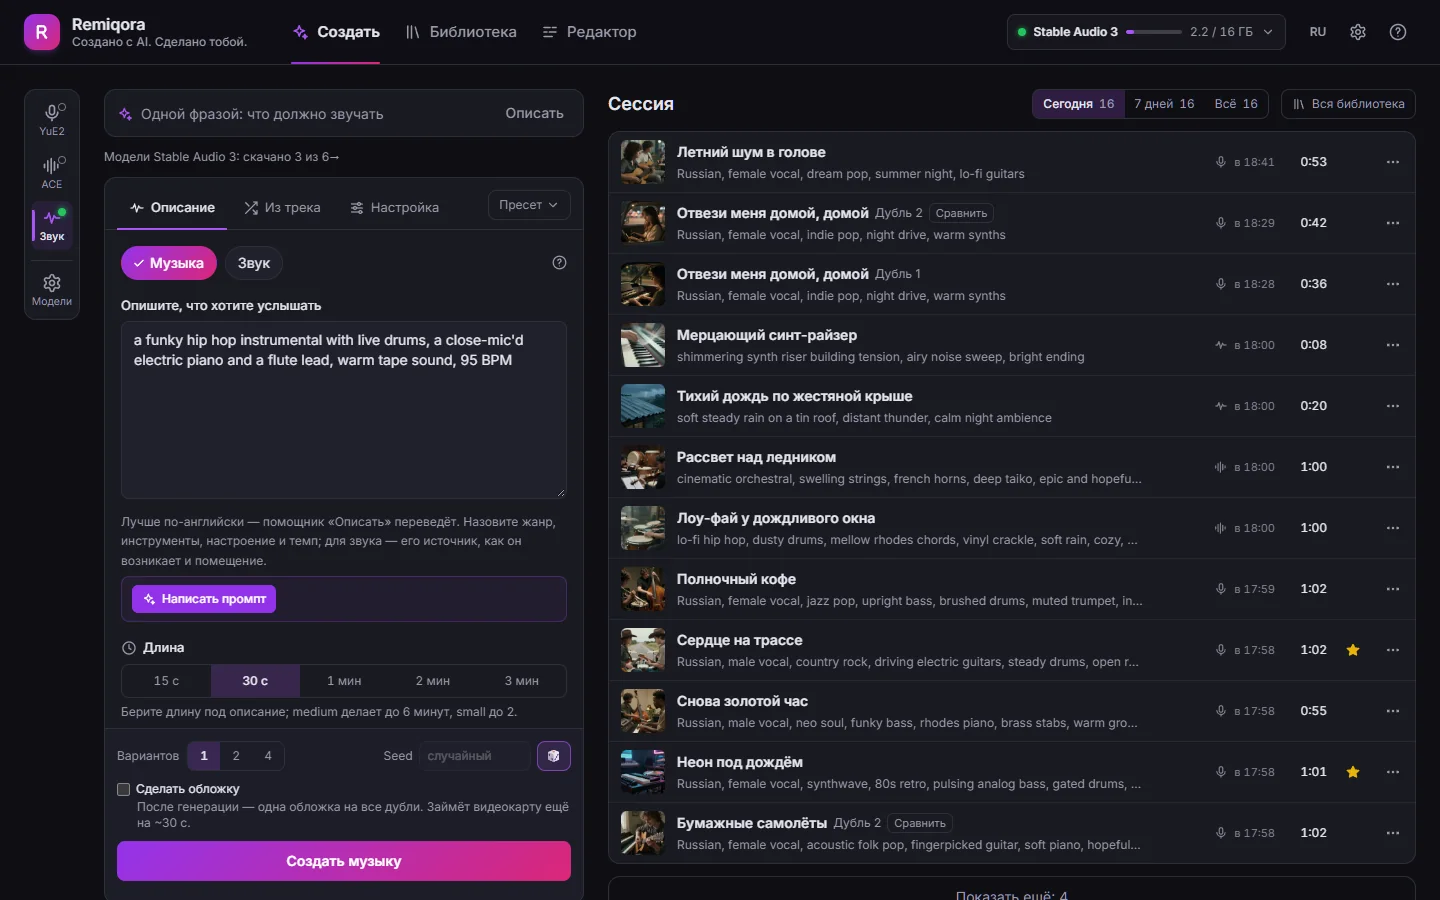 R
Remiqora
Создано с AI. Сделано тобой.
Создать
Библиотека
Редактор
Stable Audio 3
2.2 / 16 ГБ
RU
YuE2
ACE
Звук
Модели
Одной фразой: что должно звучать
Описать
Модели Stable Audio 3: скачано 3 из 6→
Описание
Из трека
Настройка
Пресет
Музыка
Звук
Опишите, что хотите услышать
a funky hip hop instrumental with live drums, a close-mic'd
electric piano and a flute lead, warm tape sound, 95 BPM
Лучше по-английски — помощник «Описать» переведёт. Назовите жанр,
инструменты, настроение и темп; для звука — его источник, как он
возникает и помещение.
Написать промпт
Длина
15 с
30 с
1 мин
2 мин
3 мин
Берите длину под описание; medium делает до 6 минут, small до 2.
Вариантов
1
2
4
Seed
случайный
Сделать обложку
После генерации — одна обложка на все дубли. Займёт видеокарту ещё
на ~30 с.
Создать музыку
Сессия
Сегодня 16
7 дней 16
Всё 16
Вся библиотека
Летний шум в голове
Russian, female vocal, dream pop, summer night, lo-fi guitars
в 18:41
0:53
Отвези меня домой, домой Дубль 2 Сравнить
Russian, female vocal, indie pop, night drive, warm synths
в 18:29
0:42
Отвези меня домой, домой Дубль 1
Russian, female vocal, indie pop, night drive, warm synths
в 18:28
0:36
Мерцающий синт-райзер
shimmering synth riser building tension, airy noise sweep, bright ending
в 18:00
0:08
Тихий дождь по жестяной крыше
soft steady rain on a tin roof, distant thunder, calm night ambience
в 18:00
0:20
Рассвет над ледником
cinematic orchestral, swelling strings, french horns, deep taiko, epic and hopefu...
в 18:00
1:00
Лоу-фай у дождливого окна
lo-fi hip hop, dusty drums, mellow rhodes chords, vinyl crackle, soft rain, cozy, ...
в 18:00
1:00
Полночный кофе
Russian, female vocal, jazz pop, upright bass, brushed drums, muted trumpet, in...
в 17:59
1:02
Сердце на трассе
Russian, male vocal, country rock, driving electric guitars, steady drums, open r...
в 17:58
1:02
Снова золотой час
Russian, male vocal, neo soul, funky bass, rhodes piano, brass stabs, warm gro...
в 17:58
0:55
Неон под дождём
Russian, female vocal, synthwave, 80s retro, pulsing analog bass, gated drums, ...
в 17:58
1:01
Бумажные самолёты Дубль 2 Сравнить
Russian, female vocal, acoustic folk pop, fingerpicked guitar, soft piano, hopeful...
в 17:58
1:02
Показать ещё: 4